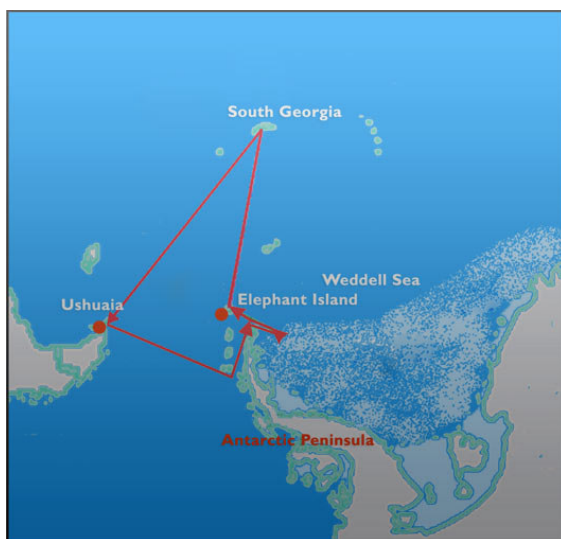 South Georgia
Weddell Sea
Ushuaia
Elephant Island
Antarctic Peninsula